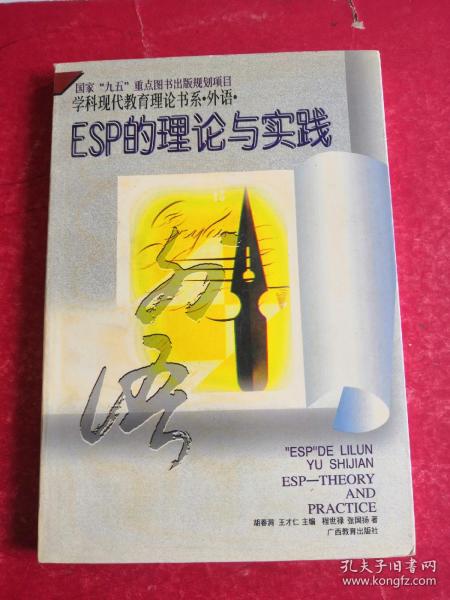 国家“九五”重点图书出版规划项目
学科现代教育理论书系·外语·
ESP的理论与实践
外语
"ESP"DE LILUN
YU SHIJIAN
ESP—THEORY
AND
PRACTICE
胡春洞 王才仁 主编 程世禄 张国扬 著
广西教育出版社
孔夫子旧书网